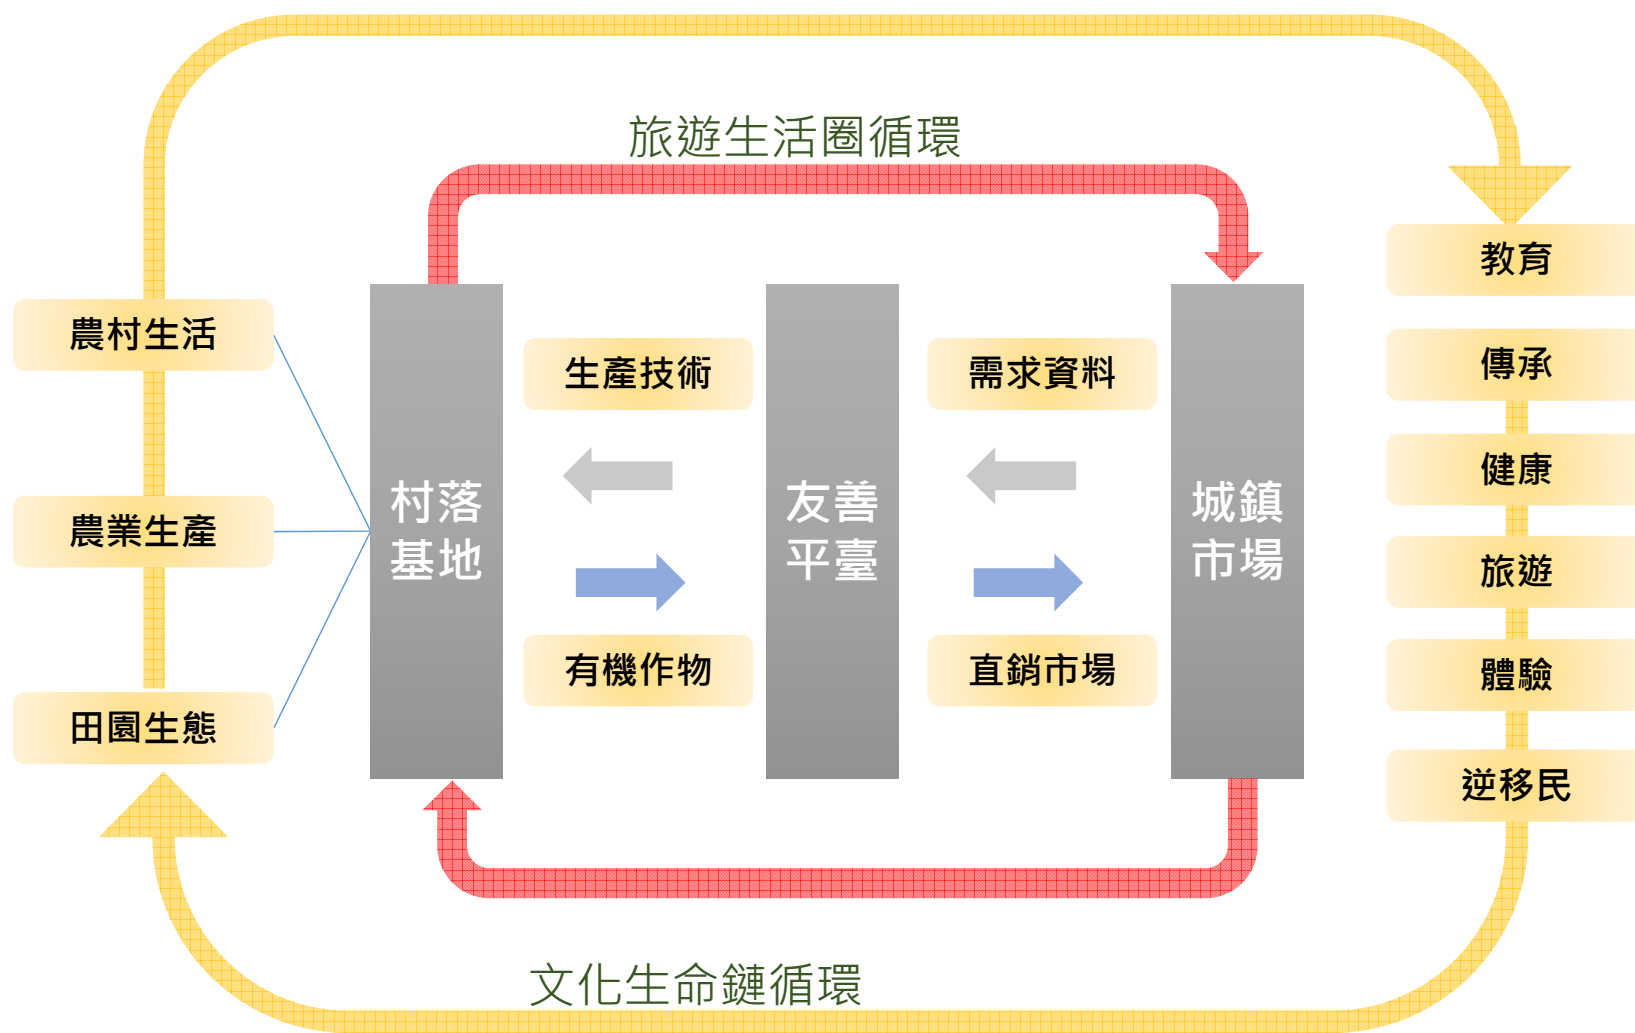 旅遊生活圈循環
農村生活
農業生產
田園生態
村落
基地
生產技術
有機作物
友善
平臺
需求資料
直銷市場
城鎮
市場
教育
傳承
健康
旅遊
體驗
逆移民
文化生命鏈循環